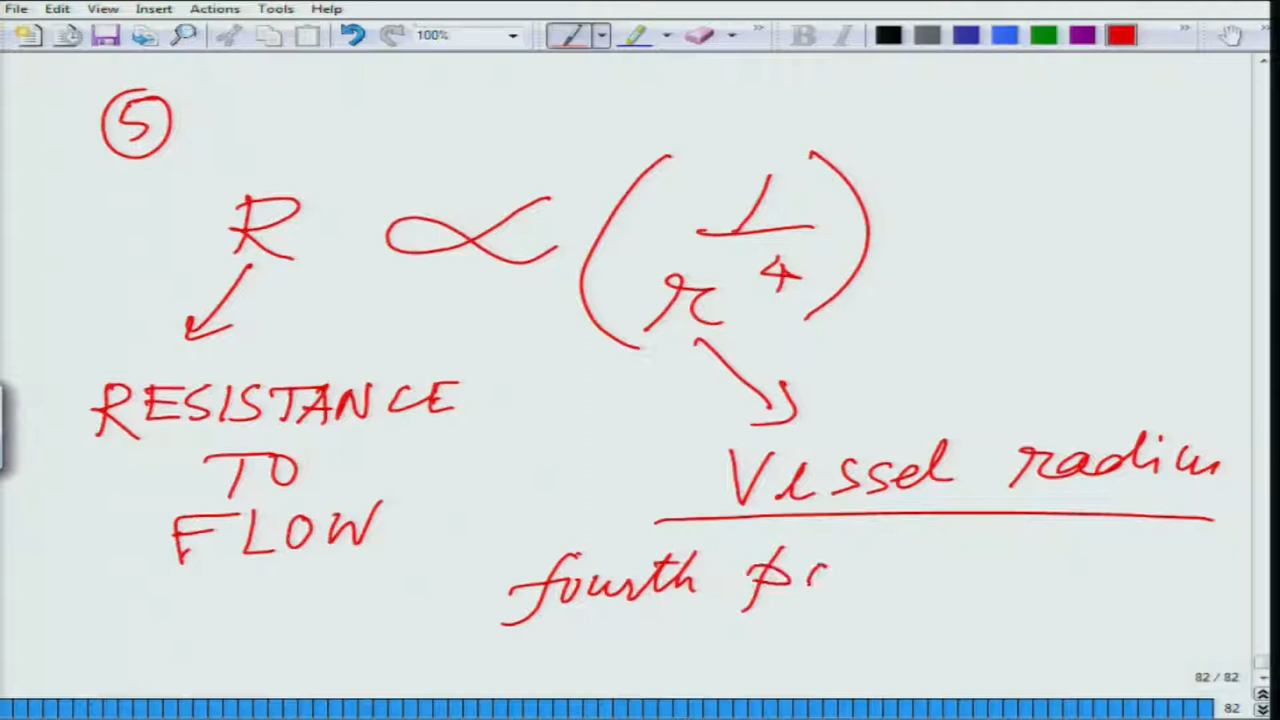 File Edit View Insert Actions Tools Help
100%
5
R ∝ (1/r⁴)
RESISTANCE
TO
FLOW
Vessel radius
fourth
82 / 82
82